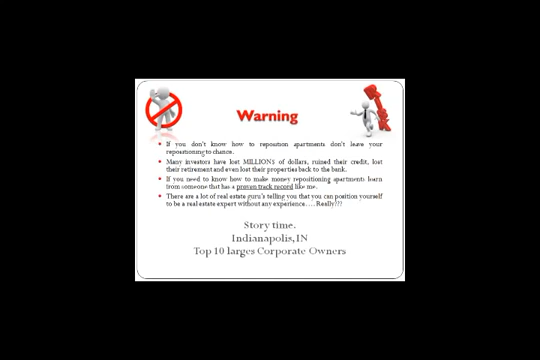 Warning
• If you don't know how to reposition apartments don't leave your
repositioning to chance.
• Many investors have lost MILLIONS of dollars, ruined their credit, lost
their retirement and even lost their properties back to the bank.
• If you need to know how to make money repositioning apartments learn
from someone that has a proven track record like me.
• There are a lot of real estate guru's telling you that you can position yourself
to be a real estate expert without any experience.... Really???
Story time.
Indianapolis,IN
Top 10 larges Corporate Owners